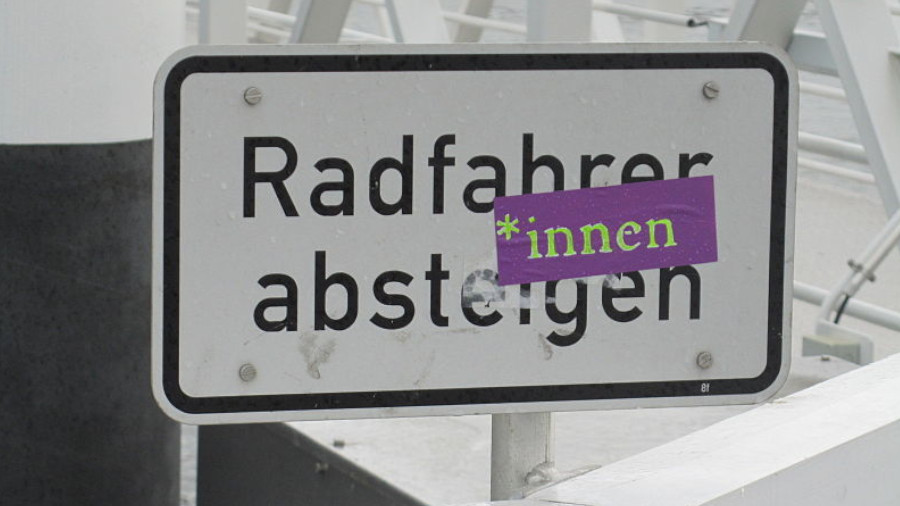 Radfahrer
*innen
absteigen